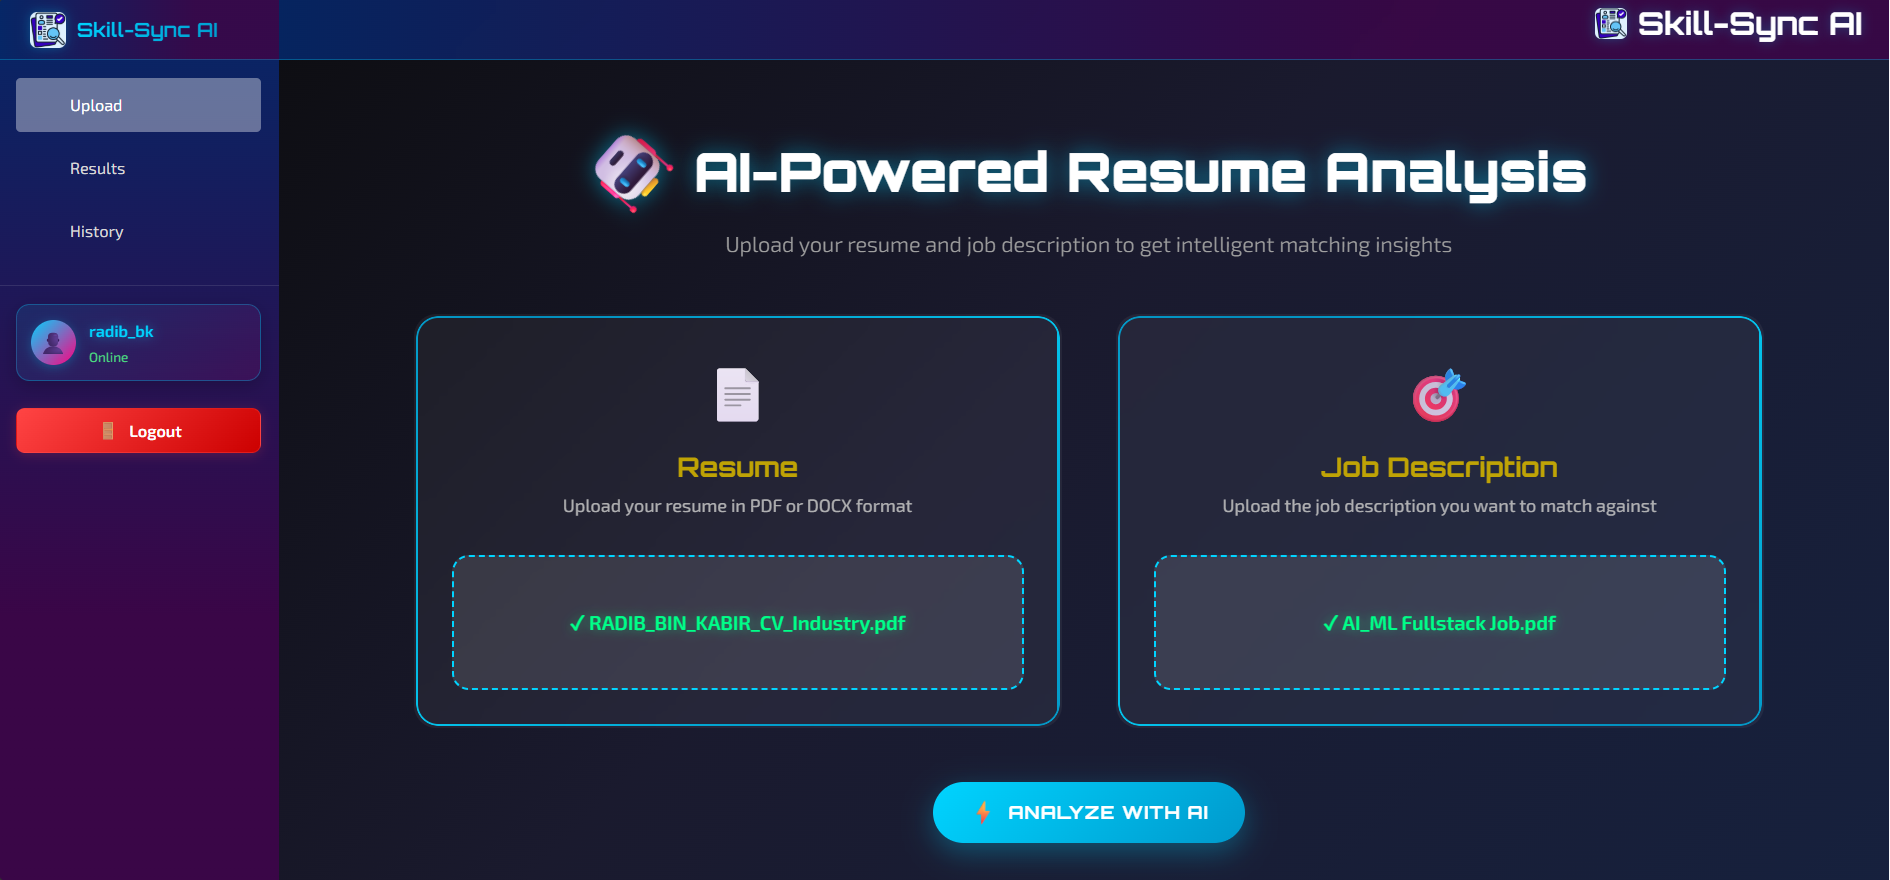 Skill-Sync AI
Skill-Sync AI
Upload
Results
History
radib_bk
Online
Logout
AI-Powered Resume Analysis
Upload your resume and job description to get intelligent matching insights
Resume
Upload your resume in PDF or DOCX format
✓ RADIB_BIN_KABIR_CV_Industry.pdf
Job Description
Upload the job description you want to match against
✓ AI_ML Fullstack Job.pdf
ANALYZE WITH AI